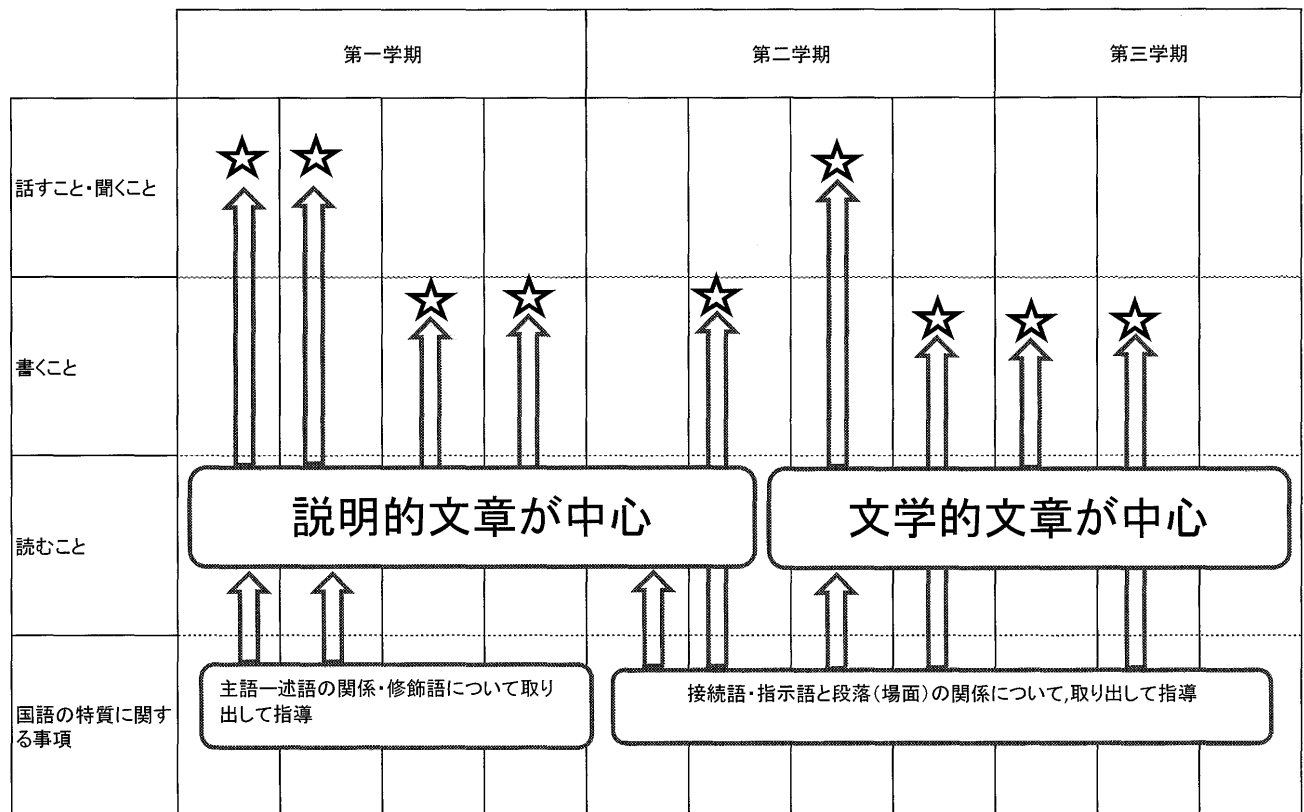 第一学期
第二学期
第三学期
話すこと・聞くこと
書くこと
読むこと
説明的文章が中心
文学的文章が中心
国語の特質に関す
る事項
主語―述語の関係・修飾語について取り
出して指導
接続語・指示語と段落(場面)の関係について,取り出して指導